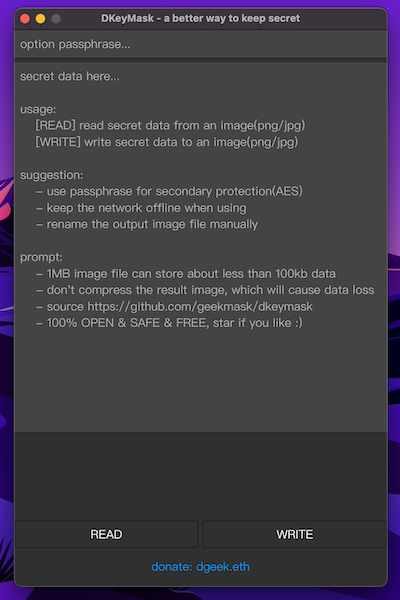 DKeyMask - a better way to keep secret
option passphrase...
secret data here...
usage:
[READ] read secret data from an image(png/jpg)
[WRITE] write secret data to an image(png/jpg)
suggestion:
– use passphrase for secondary protection(AES)
– keep the network offline when using
– rename the output image file manually
prompt:
– 1MB image file can store about less than 100kb data
– don't compress the result image, which will cause data loss
– source https://github.com/geekmask/dkeymask
– 100% OPEN & SAFE & FREE, star if you like :)
READ
WRITE
donate: dgeek.eth